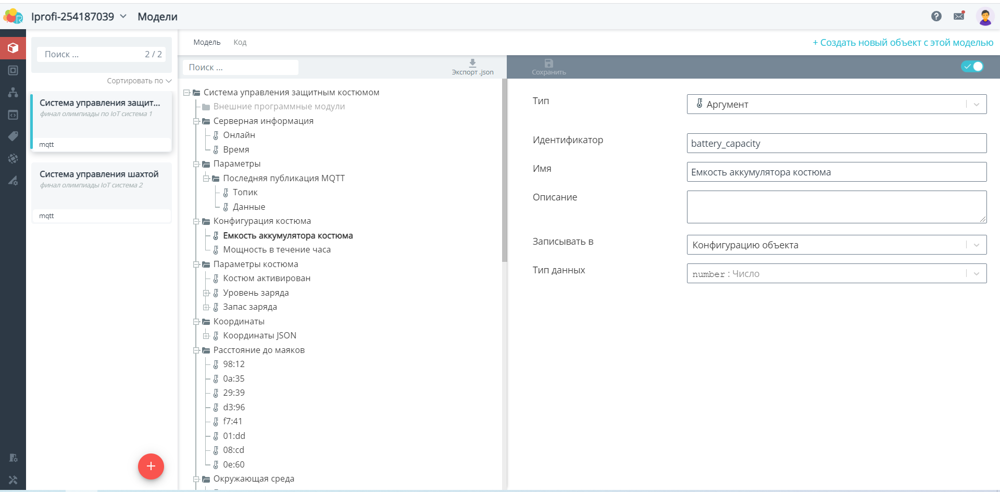 Iprofi-254187039 Модели
Поиск ... 2 / 2
Сортировать по
Система управления защит...
финал олимпиады по IoT система 1
mqtt
Система управления шахтой
финал олимпиады IoT система 2
mqtt
Модель Код
+ Создать новый объект с этой моделью
Поиск ...
Экспорт .json
Сохранить
Система управления защитным костюмом
Внешние программные модули
Серверная информация
Онлайн
Время
Параметры
Последняя публикация MQTT
Топик
Данные
Конфигурация костюма
Емкость аккумулятора костюма
Мощность в течение часа
Параметры костюма
Костюм активирован
Уровень заряда
Запас заряда
Координаты
Координаты JSON
Расстояние до маяков
98:12
0a:35
29:39
d3:96
f7:41
01:dd
08:cd
0e:60
Окружающая среда
Тип
Аргумент
Идентификатор
battery_capacity
Имя
Емкость аккумулятора костюма
Описание
Записывать в
Конфигурацию объекта
Тип данных
number : Число